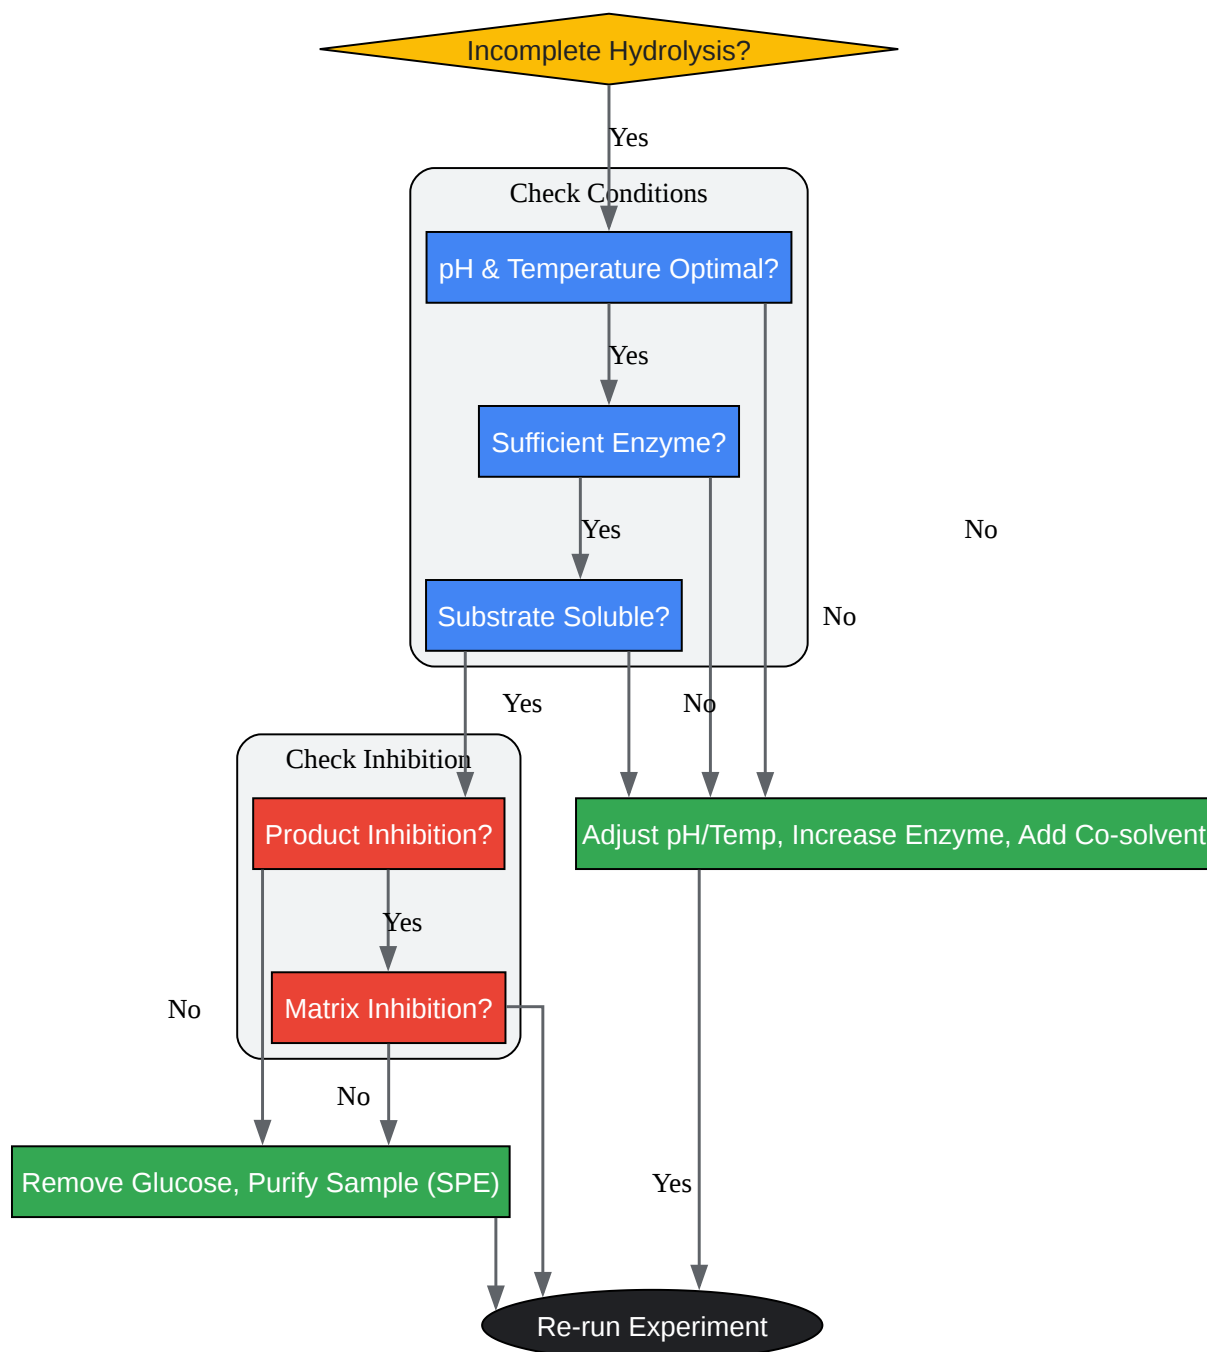 Incomplete Hydrolysis?
Yes
Check Conditions
pH & Temperature Optimal?
Yes
Sufficient Enzyme?
Yes
No
Substrate Soluble?
No
Yes
No
Check Inhibition
Product Inhibition?
Adjust pH/Temp, Increase Enzyme, Add Co-solvent
Yes
No
Matrix Inhibition?
No
Remove Glucose, Purify Sample (SPE)
Yes
Re-run Experiment